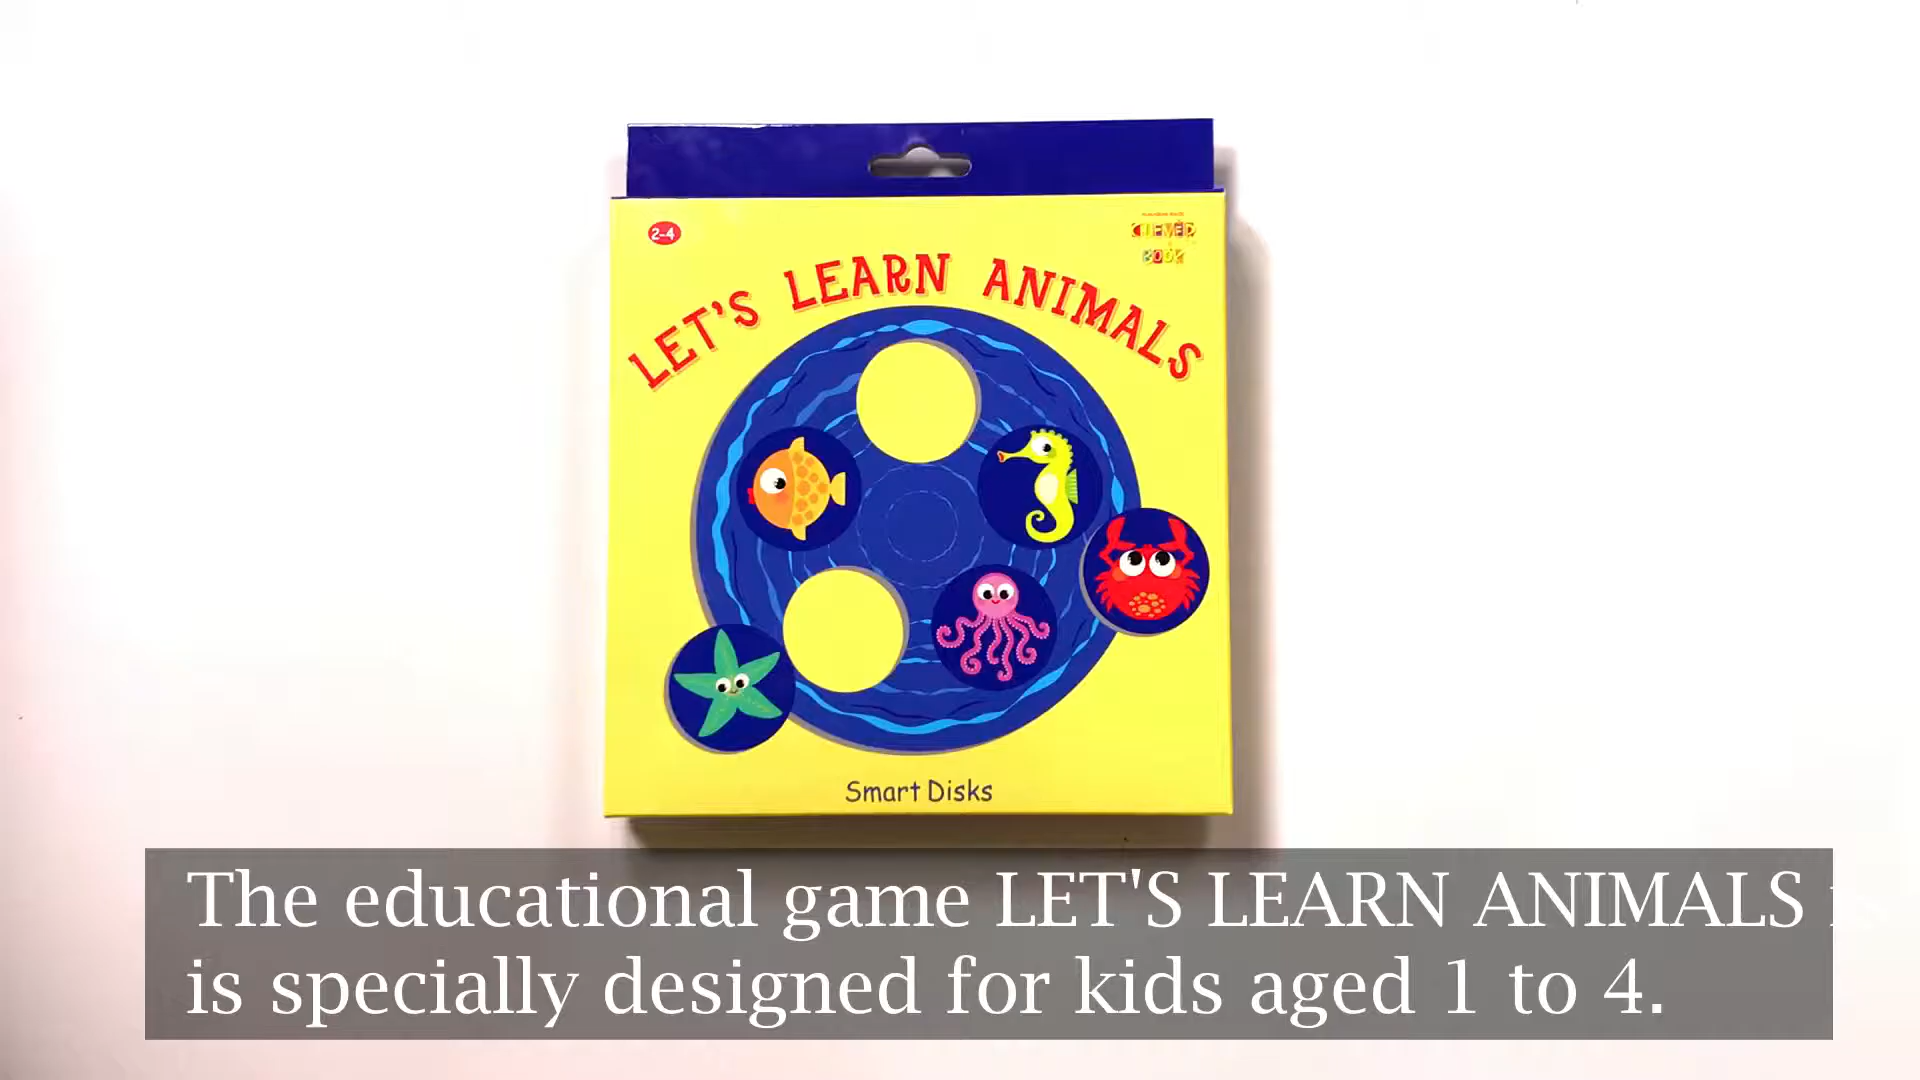 2-4
LET'S LEARN ANIMALS
Smart Disks
The educational game LET'S LEARN ANIMALS
is specially designed for kids aged 1 to 4.